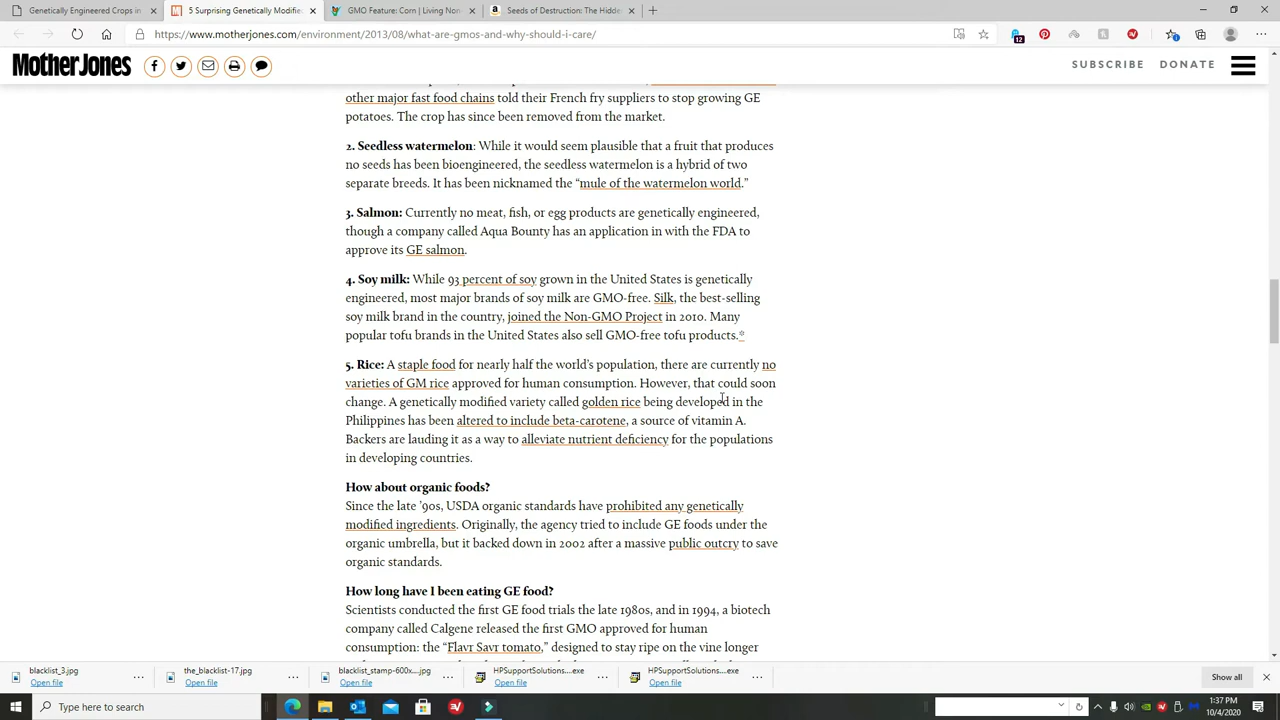 Genetically Engineered Crops in
5 Surprising Genetically Modifie
GMO Feature: Corn | Living Non-
Seeds of Destruction: The Hidde
https://www.motherjones.com/environment/2013/08/what-are-gmos-and-why-should-i-care/
12
MotherJones
SUBSCRIBE
DONATE
other major fast food chains told their French fry suppliers to stop growing GE
potatoes. The crop has since been removed from the market.
2. Seedless watermelon: While it would seem plausible that a fruit that produces
no seeds has been bioengineered, the seedless watermelon is a hybrid of two
separate breeds. It has been nicknamed the “mule of the watermelon world.”
3. Salmon: Currently no meat, fish, or egg products are genetically engineered,
though a company called Aqua Bounty has an application in with the FDA to
approve its GE salmon.
4. Soy milk: While 93 percent of soy grown in the United States is genetically
engineered, most major brands of soy milk are GMO-free. Silk, the best-selling
soy milk brand in the country, joined the Non-GMO Project in 2010. Many
popular tofu brands in the United States also sell GMO-free tofu products.*
5. Rice: A staple food for nearly half the world’s population, there are currently no
varieties of GM rice approved for human consumption. However, that could soon
change. A genetically modified variety called golden rice being developed in the
Philippines has been altered to include beta-carotene, a source of vitamin A.
Backers are lauding it as a way to alleviate nutrient deficiency for the populations
in developing countries.
How about organic foods?
Since the late ’90s, USDA organic standards have prohibited any genetically
modified ingredients. Originally, the agency tried to include GE foods under the
organic umbrella, but it backed down in 2002 after a massive public outcry to save
organic standards.
How long have I been eating GE food?
Scientists conducted the first GE food trials the late 1980s, and in 1994, a biotech
company called Calgene released the first GMO approved for human
consumption: the “Flavr Savr tomato,” designed to stay ripe on the vine longer
blacklist_3.jpg
Open file
the_blacklist-17.jpg
Open file
blacklist_stamp-600x....jpg
Open file
HPSupportSolutions....exe
Open file
HPSupportSolutions....exe
Open file
Show all
Type here to search
1:37 PM
10/4/2020